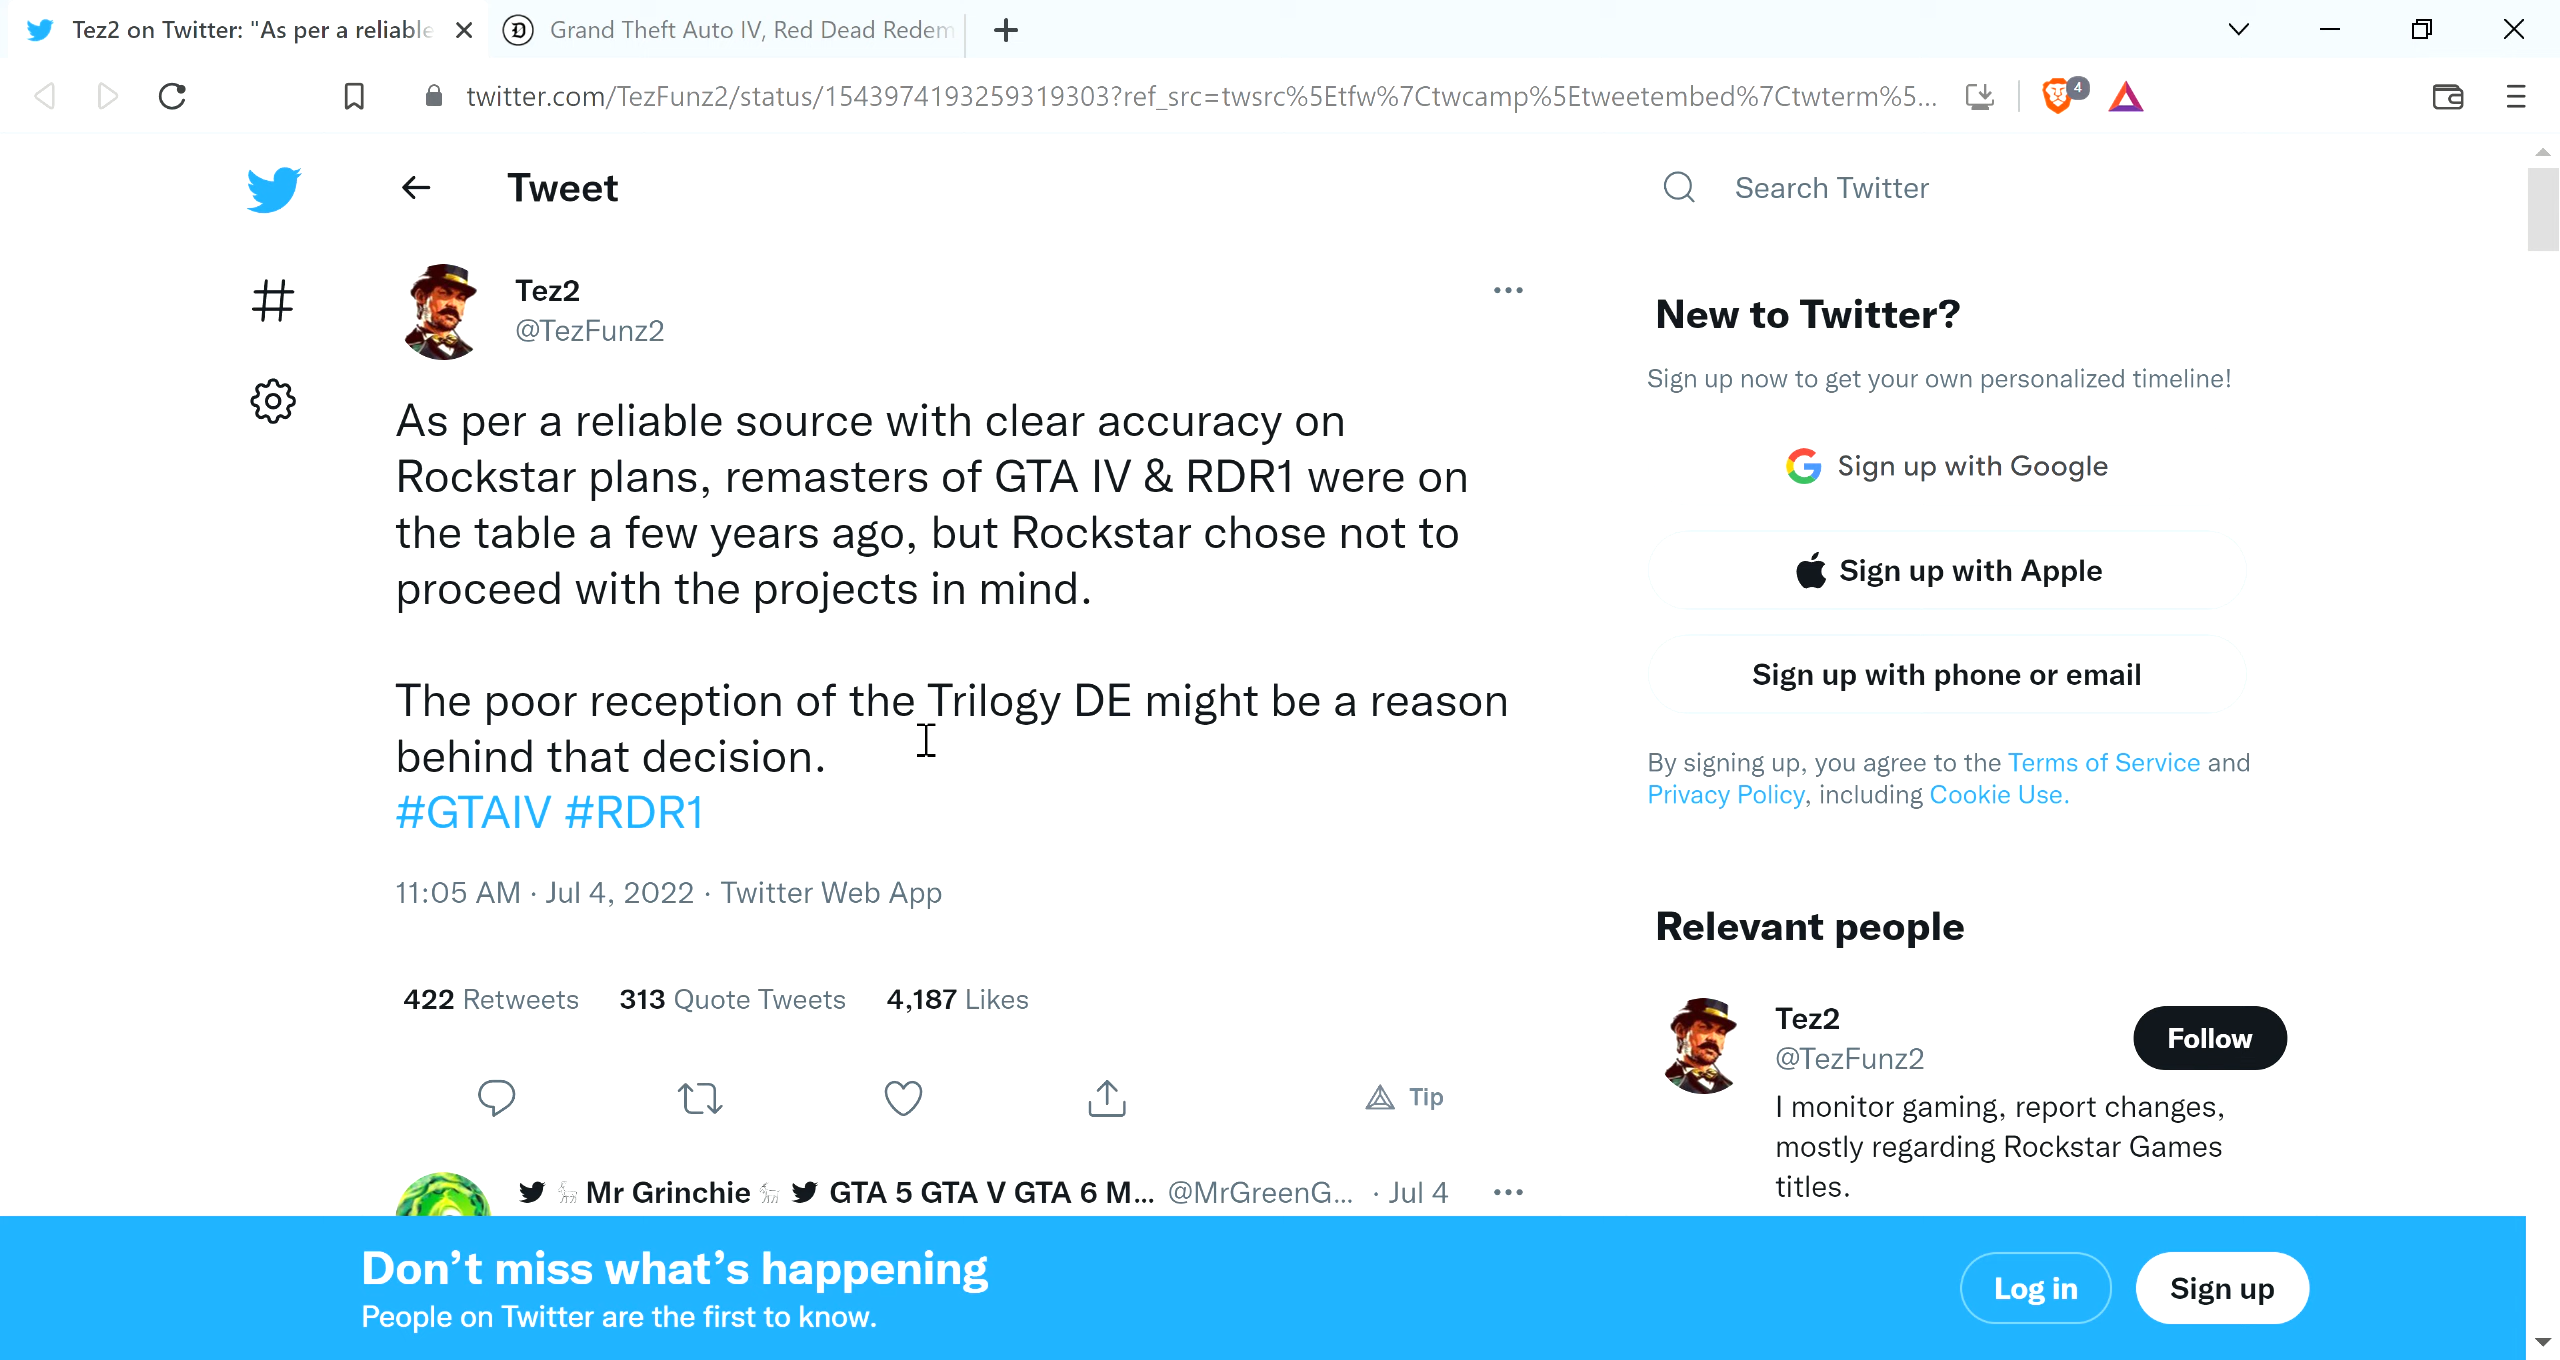 Tez2 on Twitter: "As per a reliable
Grand Theft Auto IV, Red Dead Redem
twitter.com/TezFunz2/status/1543974193259319303?ref_src=twsrc%5Etfw%7Ctwcamp%5Etweetembed%7Ctwterm%5...
4
Tweet
Search Twitter
Tez2
@TezFunz2
As per a reliable source with clear accuracy on
Rockstar plans, remasters of GTA IV & RDR1 were on
the table a few years ago, but Rockstar chose not to
proceed with the projects in mind.
The poor reception of the Trilogy DE might be a reason
behind that decision.
#GTAIV #RDR1
11:05 AM · Jul 4, 2022 · Twitter Web App
422 Retweets 313 Quote Tweets 4,187 Likes
Tip
Mr Grinchie GTA 5 GTA V GTA 6 M... @MrGreenG... · Jul 4
New to Twitter?
Sign up now to get your own personalized timeline!
Sign up with Google
Sign up with Apple
Sign up with phone or email
By signing up, you agree to the Terms of Service and
Privacy Policy, including Cookie Use.
Relevant people
Tez2
@TezFunz2
Follow
I monitor gaming, report changes,
mostly regarding Rockstar Games
titles.
Don't miss what's happening
People on Twitter are the first to know.
Log in
Sign up